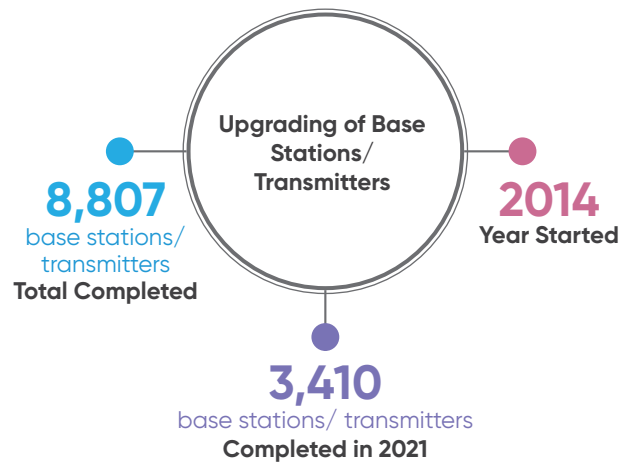 Upgrading of Base
Stations/
Transmitters
8,807
base stations/
transmitters
Total Completed
2014
Year Started
3,410
base stations/ transmitters
Completed in 2021